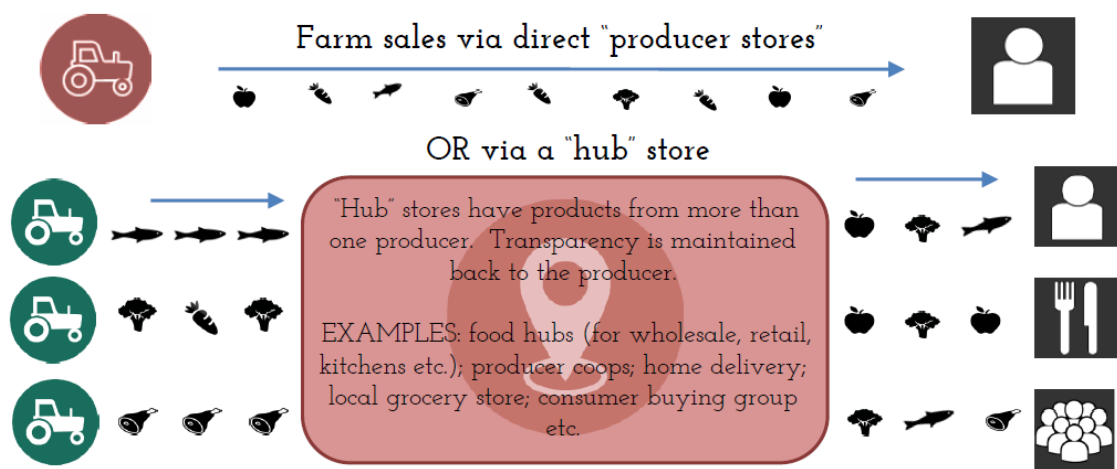 Farm sales via direct “producer stores”
OR via a “hub” store
“Hub” stores have products from more than
one producer. Transparency is maintained
back to the producer.
EXAMPLES: food hubs (for wholesale, retail,
kitchens etc.); producer coops; home delivery;
local grocery store; consumer buying group
etc.